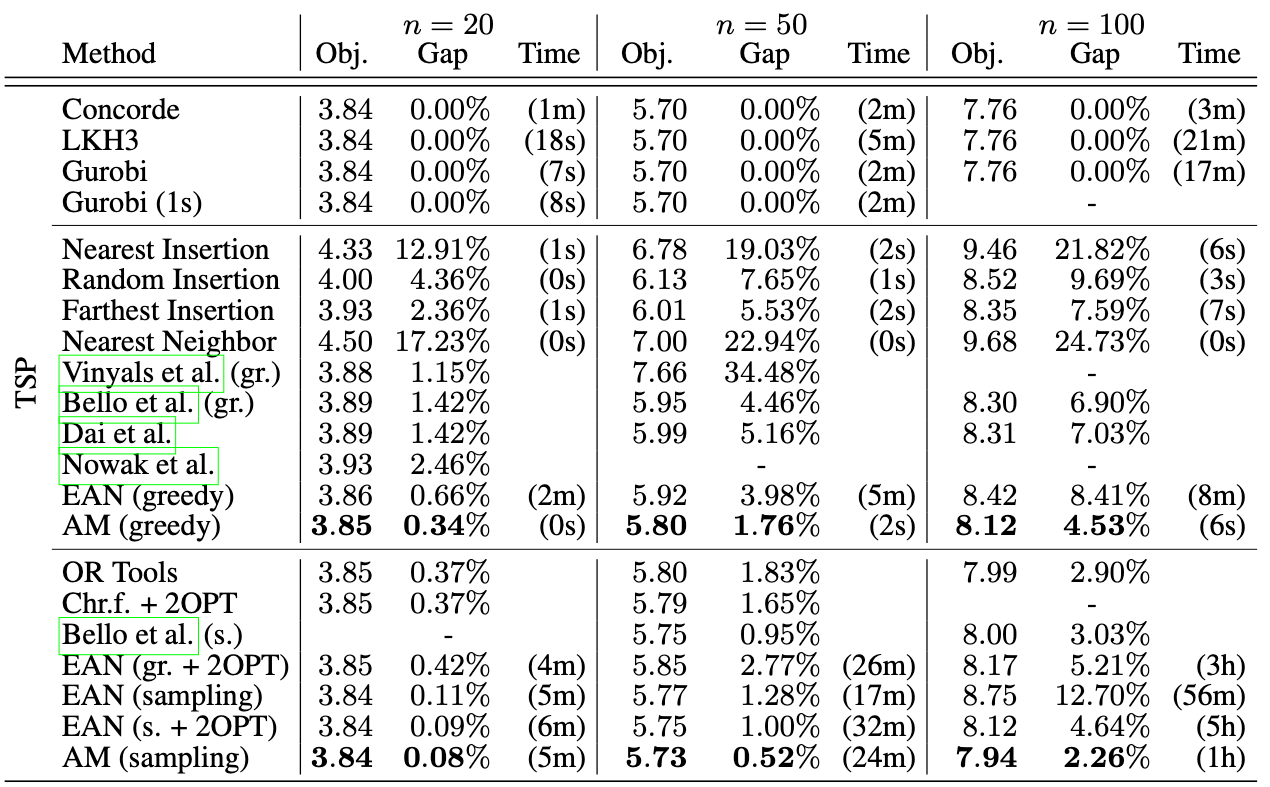 n = 20 n = 50 n = 100
Method Obj. Gap Time Obj. Gap Time Obj. Gap Time
TSP
Concorde 3.84 0.00% (1m) 5.70 0.00% (2m) 7.76 0.00% (3m)
LKH3 3.84 0.00% (18s) 5.70 0.00% (5m) 7.76 0.00% (21m)
Gurobi 3.84 0.00% (7s) 5.70 0.00% (2m) 7.76 0.00% (17m)
Gurobi (1s) 3.84 0.00% (8s) 5.70 0.00% (2m) -
Nearest Insertion 4.33 12.91% (1s) 6.78 19.03% (2s) 9.46 21.82% (6s)
Random Insertion 4.00 4.36% (0s) 6.13 7.65% (1s) 8.52 9.69% (3s)
Farthest Insertion 3.93 2.36% (1s) 6.01 5.53% (2s) 8.35 7.59% (7s)
Nearest Neighbor 4.50 17.23% (0s) 7.00 22.94% (0s) 9.68 24.73% (0s)
Vinyals et al. (gr.) 3.88 1.15% 7.66 34.48% -
Bello et al. (gr.) 3.89 1.42% 5.95 4.46% 8.30 6.90%
Dai et al. 3.89 1.42% 5.99 5.16% 8.31 7.03%
Nowak et al. 3.93 2.46% - -
EAN (greedy) 3.86 0.66% (2m) 5.92 3.98% (5m) 8.42 8.41% (8m)
AM (greedy) 3.85 0.34% (0s) 5.80 1.76% (2s) 8.12 4.53% (6s)
OR Tools 3.85 0.37% 5.80 1.83% 7.99 2.90%
Chr.f. + 2OPT 3.85 0.37% 5.79 1.65% -
Bello et al. (s.) - 5.75 0.95% 8.00 3.03%
EAN (gr. + 2OPT) 3.85 0.42% (4m) 5.85 2.77% (26m) 8.17 5.21% (3h)
EAN (sampling) 3.84 0.11% (5m) 5.77 1.28% (17m) 8.75 12.70% (56m)
EAN (s. + 2OPT) 3.84 0.09% (6m) 5.75 1.00% (32m) 8.12 4.64% (5h)
AM (sampling) 3.84 0.08% (5m) 5.73 0.52% (24m) 7.94 2.26% (1h)